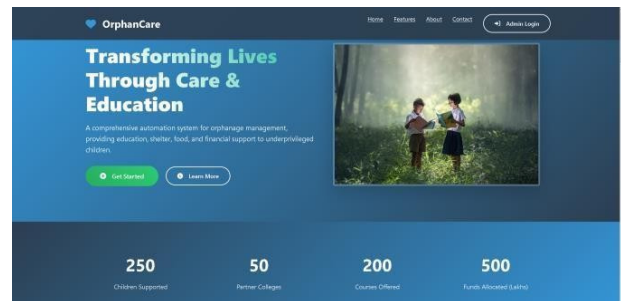 OrphanCare
Home Features About Contact Admin Login
Transforming Lives
Through Care &
Education
A comprehensive automation system for orphanage management,
providing education, shelter, food, and financial support to underprivileged
children.
Get Started Learn More
250 50 200 500
Children Supported Partner Colleges Courses Offered Funds Allocated (Lakhs)